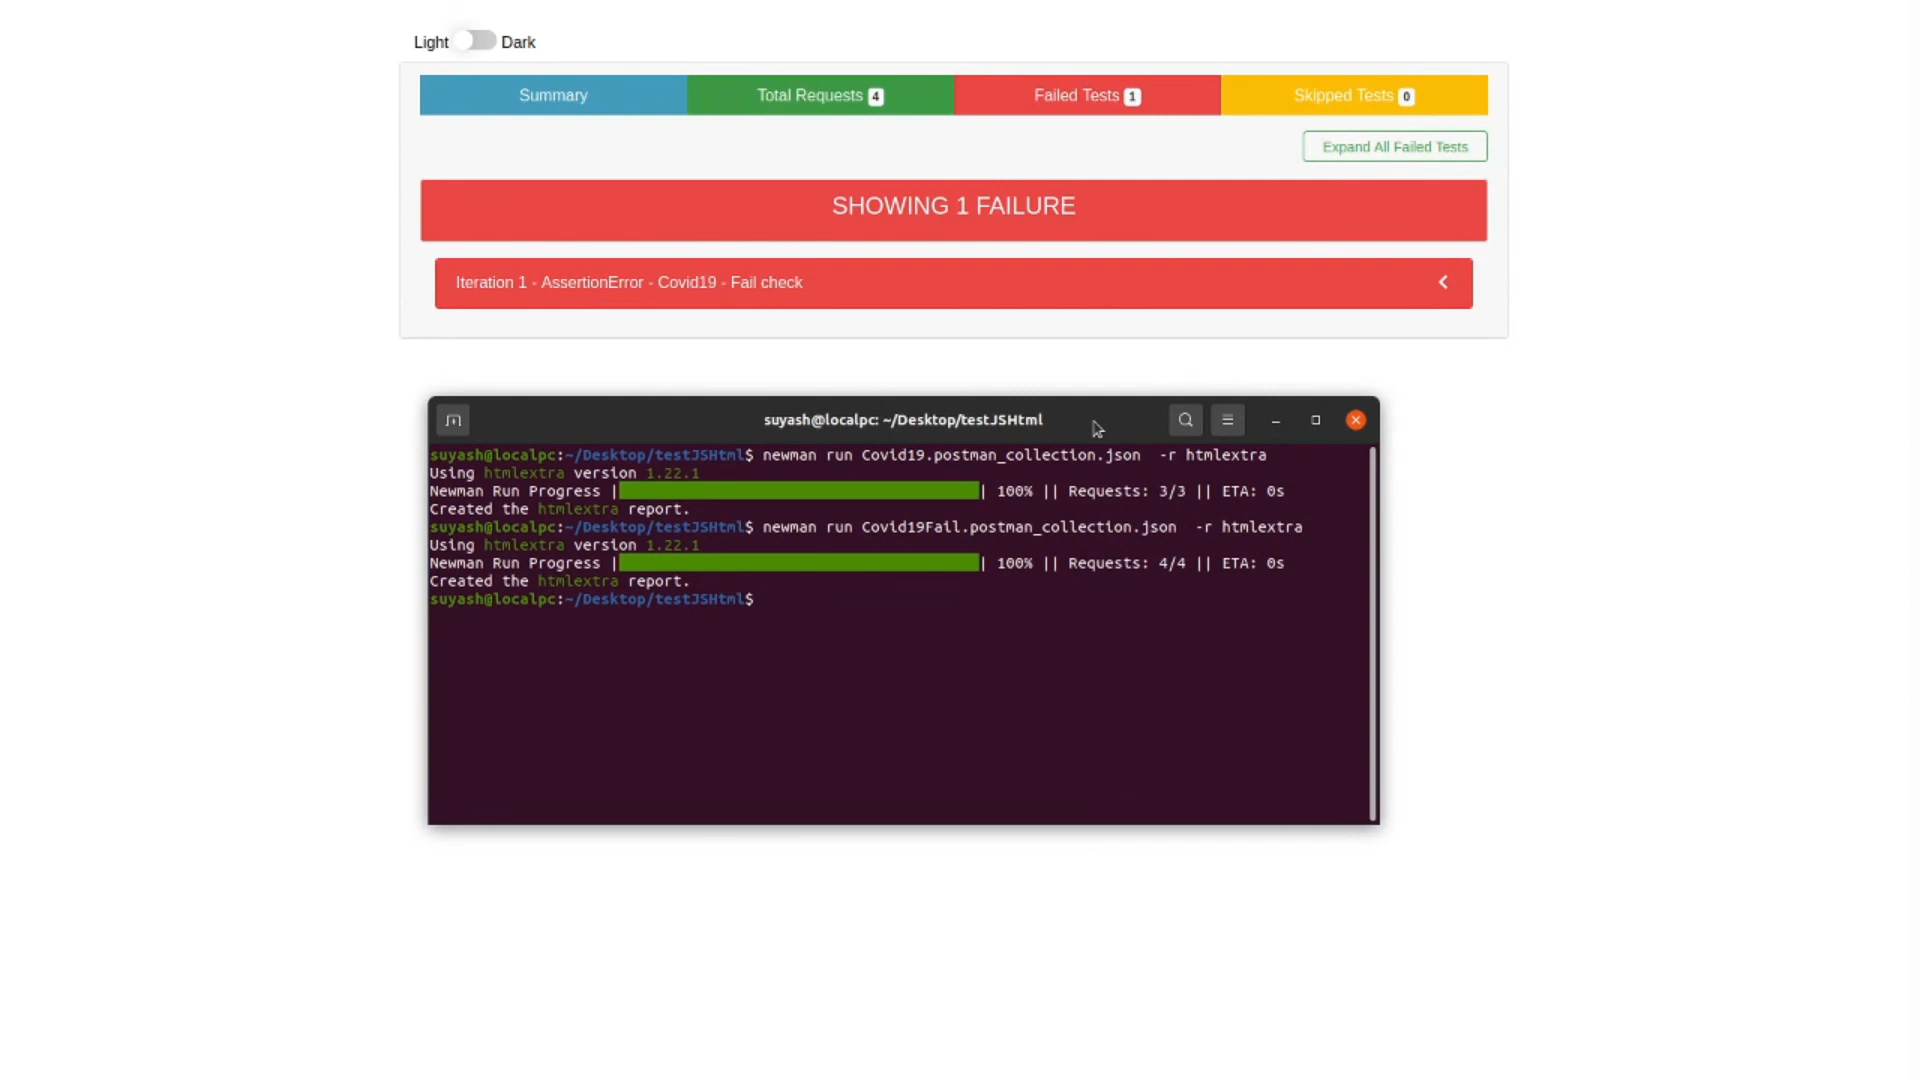 Light Dark
Summary Total Requests 4 Failed Tests 1 Skipped Tests 0
Expand All Failed Tests
SHOWING 1 FAILURE
Iteration 1 - AssertionError - Covid19 - Fail check
suyash@localpc: ~/Desktop/testJSHtml
suyash@localpc:~/Desktop/testJSHtml$ newman run Covid19.postman_collection.json  -r htmlextra
Using htmlextra version 1.22.1
Newman Run Progress | | 100% || Requests: 3/3 || ETA: 0s
Created the htmlextra report.
suyash@localpc:~/Desktop/testJSHtml$ newman run Covid19Fail.postman_collection.json  -r htmlextra
Using htmlextra version 1.22.1
Newman Run Progress | | 100% || Requests: 4/4 || ETA: 0s
Created the htmlextra report.
suyash@localpc:~/Desktop/testJSHtml$